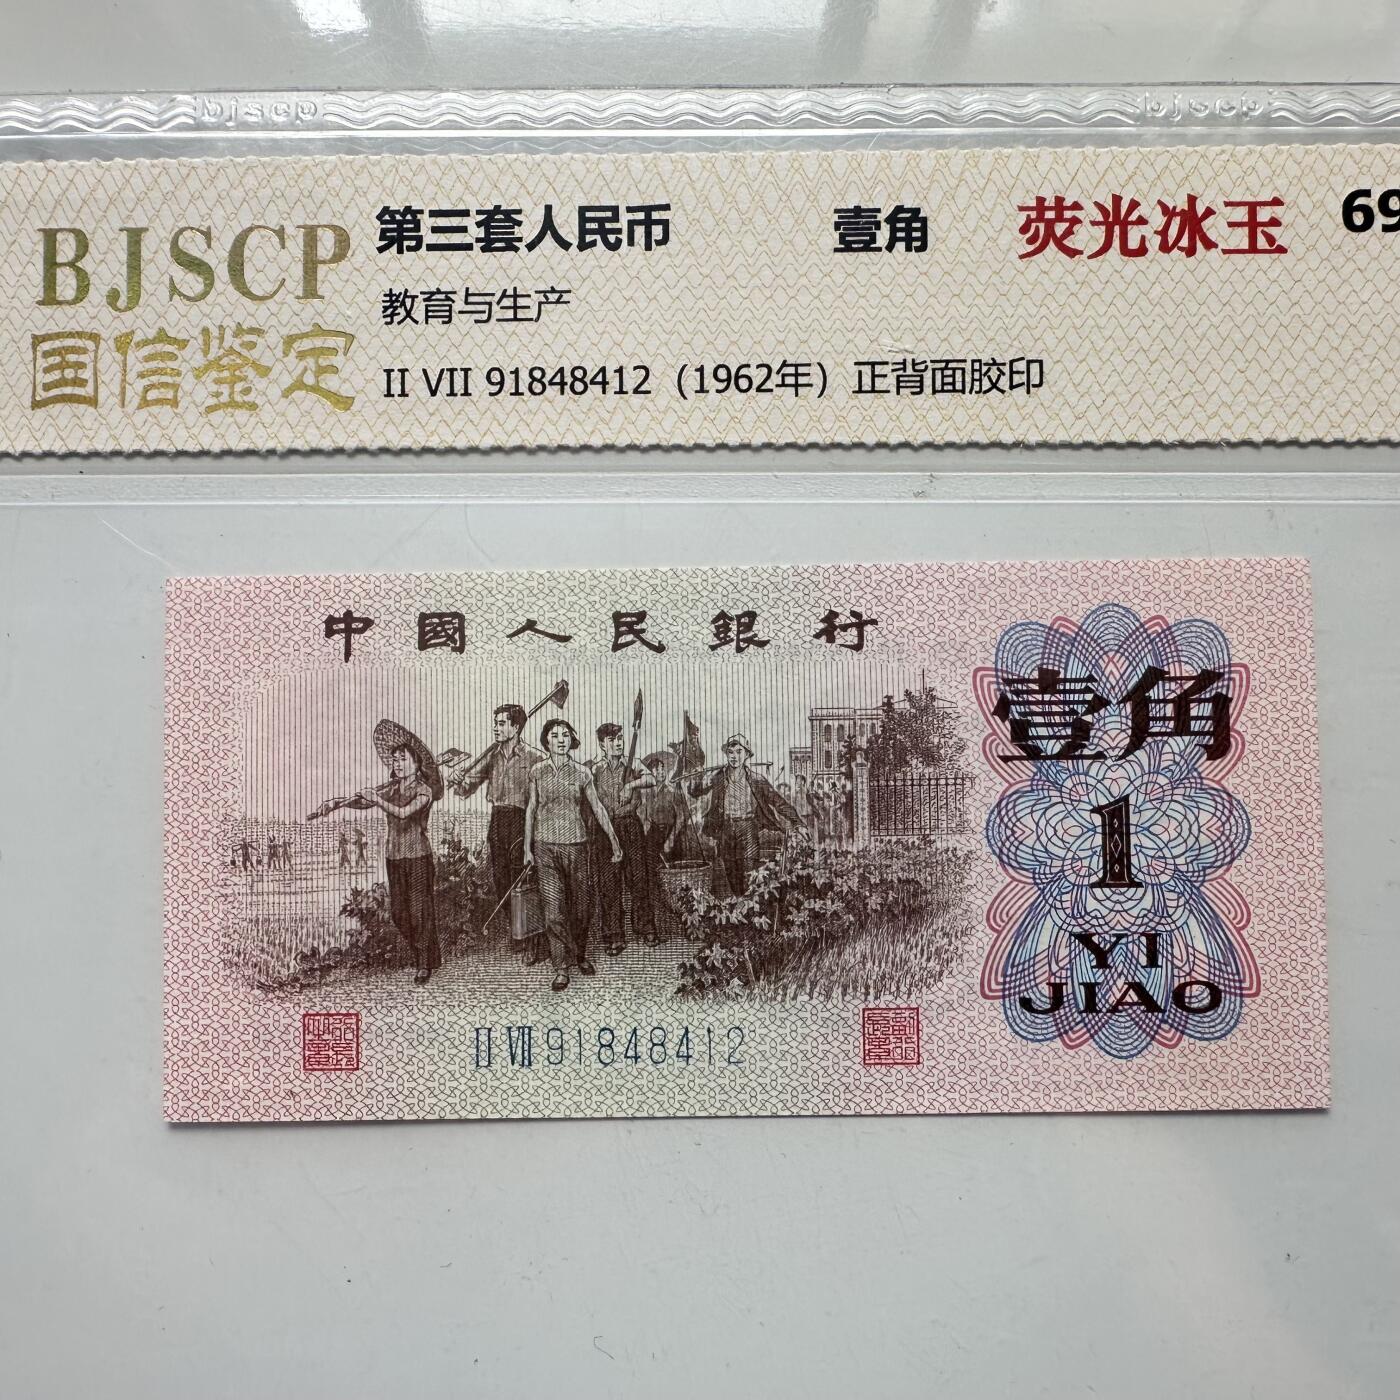 bjscp bjscp
BJSCP
国信鉴定
第三套人民币 壹角 荧光冰玉 69
教育与生产
II VII 91848412（1962年）正背面胶印
中國人民銀行
壹角
1
YI
JIAO
II VII 91848412